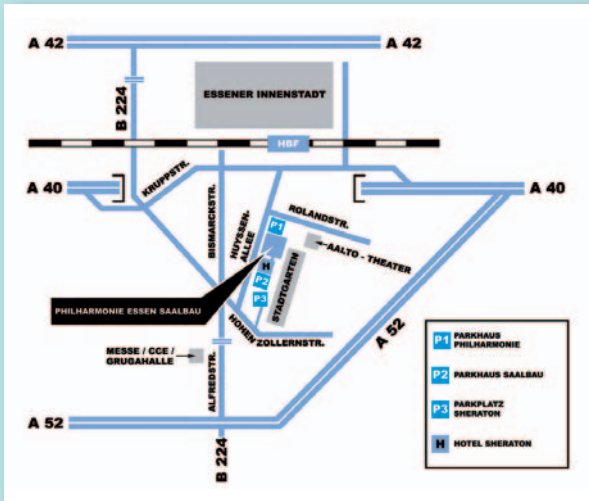 A 42
A 42
B 224
ESSENER INNENSTADT
HBF
KRUPPSTR.
A 40
A 40
BISMARCKSTR.
HUYSSEN-
ALLEE
ROLANDSTR.
P1
AALTO - THEATER
H
P2
P3
STADTGARTEN
PHILHARMONIE ESSEN SAALBAU
HOHEN
ZOLLERNSTR.
A 52
MESSE / CCE /
GRUGAHALLE
ALFREDSTR.
A 52
B 224
P1 PARKHAUS
PHILHARMONIE
P2 PARKHAUS SAALBAU
P3 PARKPLATZ
SHERATON
H HOTEL SHERATON